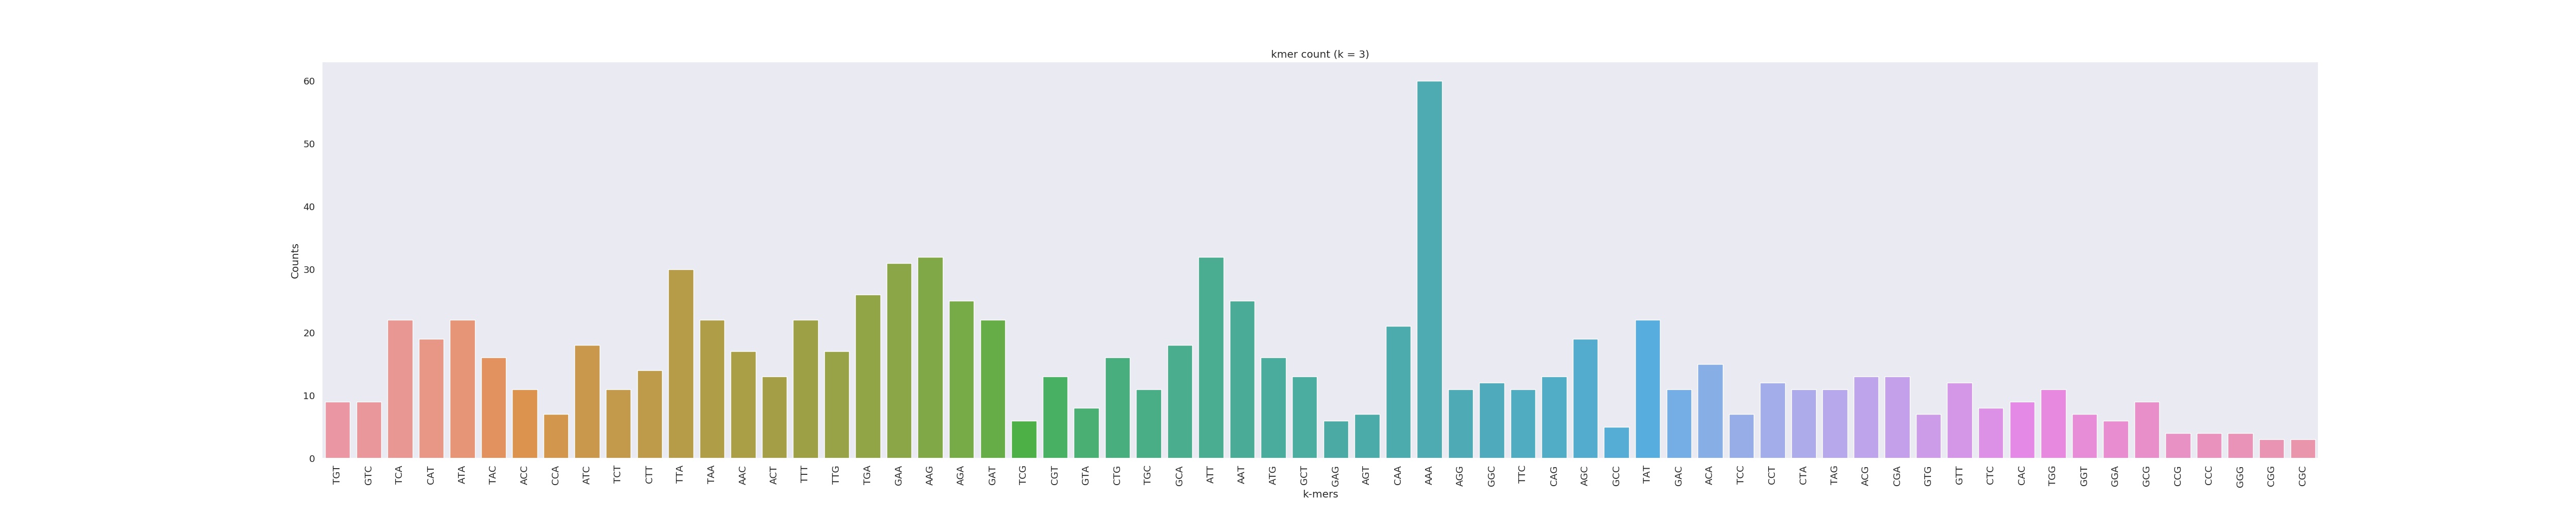 kmer count (k = 3)
60
50
40
30
20
10
0
Counts
TGT GTC TCA CAT ATA TAC ACC CCA ATC TCT CTT TTA TAA AAC ACT TTT TTG TGA GAA AAG AGA GAT TCG CGT GTA CTG TGC GCA ATT AAT ATG GCT GAG AGT CAA AAA AGG GGC TTC CAG AGC GCC TAT GAC ACA TCC CCT CTA TAG ACG CGA GTG GTT CTC CAC TGG GGT GGA GCG CCG CCC GGG CGG CGC
k-mers